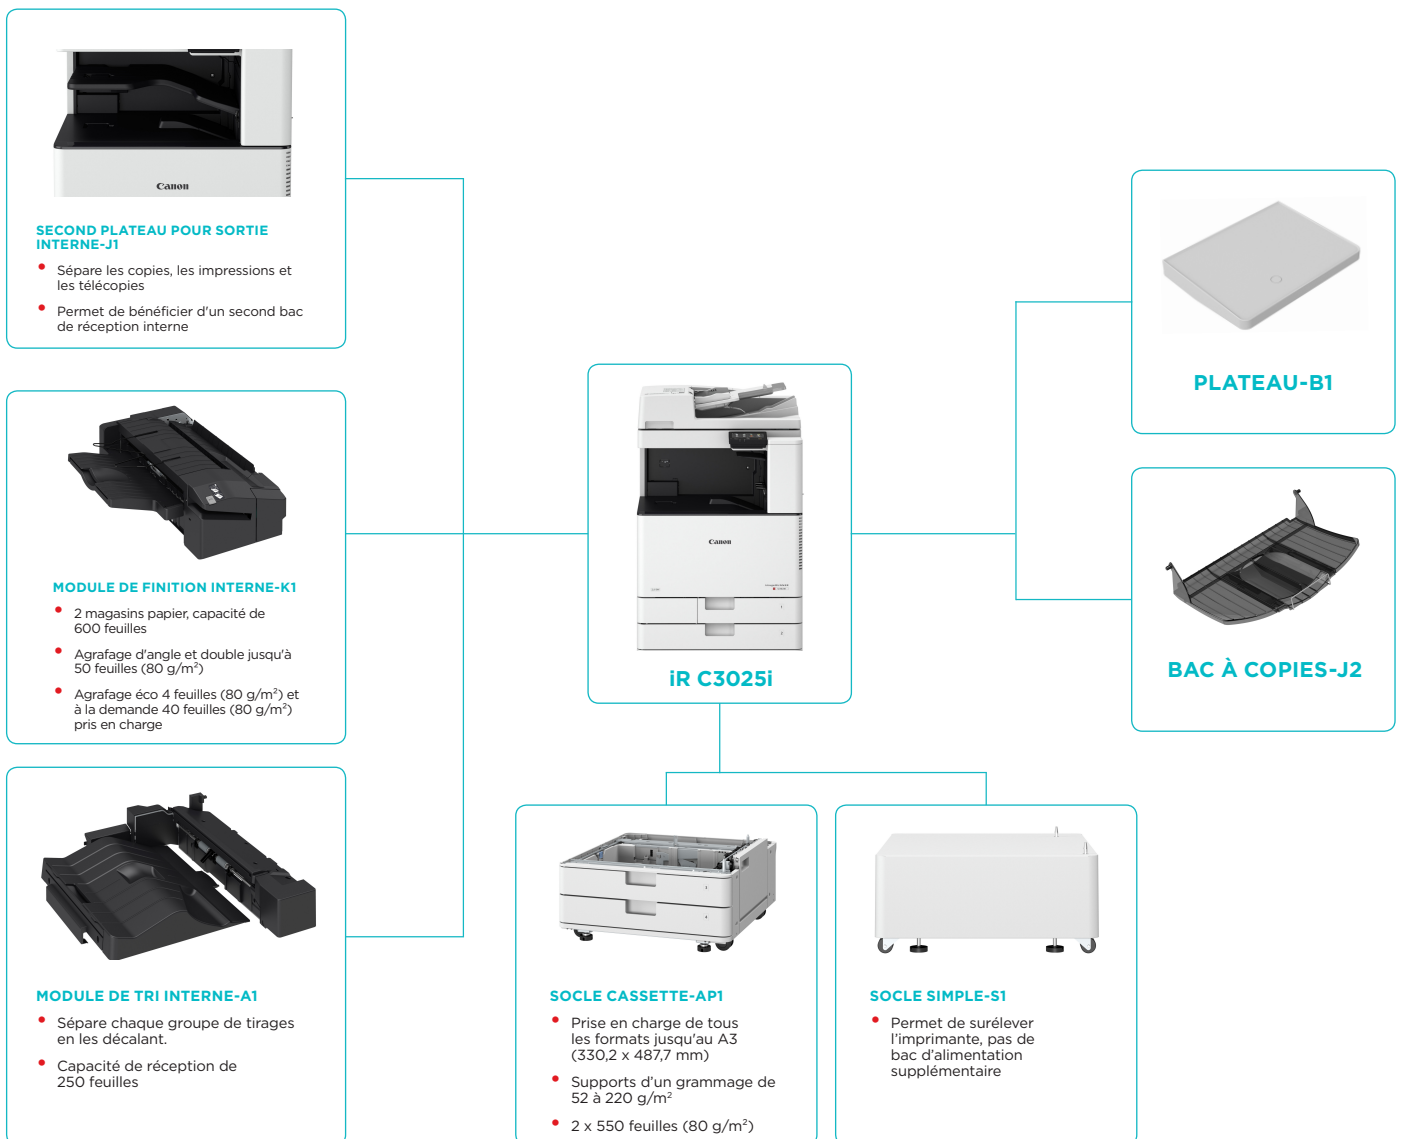 Canon
SECOND PLATEAU POUR SORTIE
INTERNE-J1
• Sépare les copies, les impressions et
les télécopies
• Permet de bénéficier d'un second bac
de réception interne
MODULE DE FINITION INTERNE-K1
• 2 magasins papier, capacité de
600 feuilles
• Agrafage d'angle et double jusqu'à
50 feuilles (80 g/m²)
• Agrafage éco 4 feuilles (80 g/m²) et
à la demande 40 feuilles (80 g/m²)
pris en charge
MODULE DE TRI INTERNE-A1
• Sépare chaque groupe de tirages
en les décalant.
• Capacité de réception de
250 feuilles
Canon
iR C3025i
SOCLE CASSETTE-AP1
• Prise en charge de tous
les formats jusqu'au A3
(330,2 x 487,7 mm)
• Supports d’un grammage de
52 à 220 g/m²
• 2 x 550 feuilles (80 g/m²)
SOCLE SIMPLE-S1
• Permet de surélever
l’imprimante, pas de
bac d’alimentation
supplémentaire
PLATEAU-B1
BAC À COPIES-J2